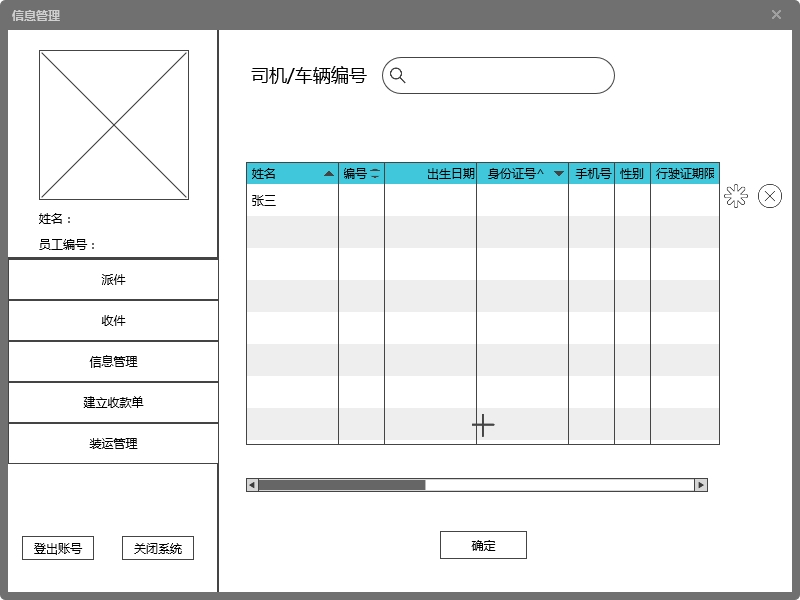 信息管理
姓名：
员工编号：
派件
收件
信息管理
建立收款单
装运管理
登出账号
关闭系统
司机/车辆编号
姓名 编号 出生日期 身份证号^ 手机号 性别 行驶证期限
张三
确定